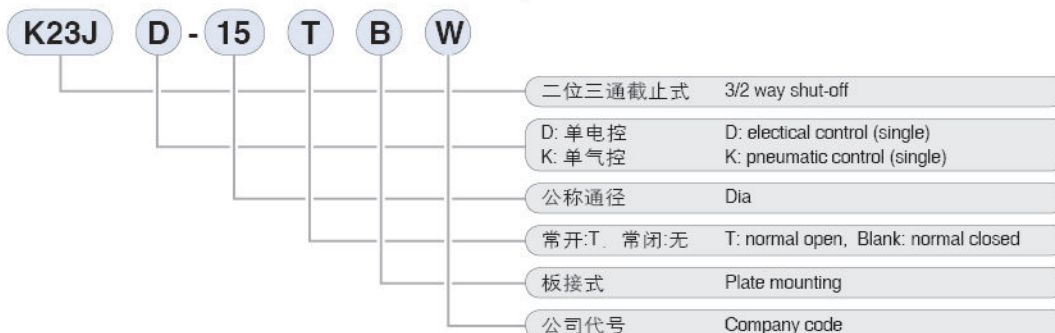 K23J D - 15 T B W
二位三通截止式 3/2 way shut-off
D: 单电控 D: electical control (single)
K: 单气控 K: pneumatic control (single)
公称通径 Dia
常开:T、常闭:无 T: normal open, Blank: normal closed
板接式 Plate mounting
公司代号 Company code